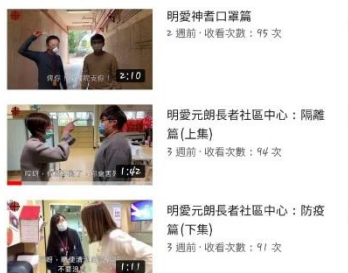 明愛神耆口罩篇
2 週前·收看次數：95 次
2:10
明愛元朗長者社區中心：隔離
篇(上集)
3 週前·收看次數：94 次
1:42
明愛元朗長者社區中心：防疫
篇(下集)
3 週前·收看次數：91 次
不要混
1:11